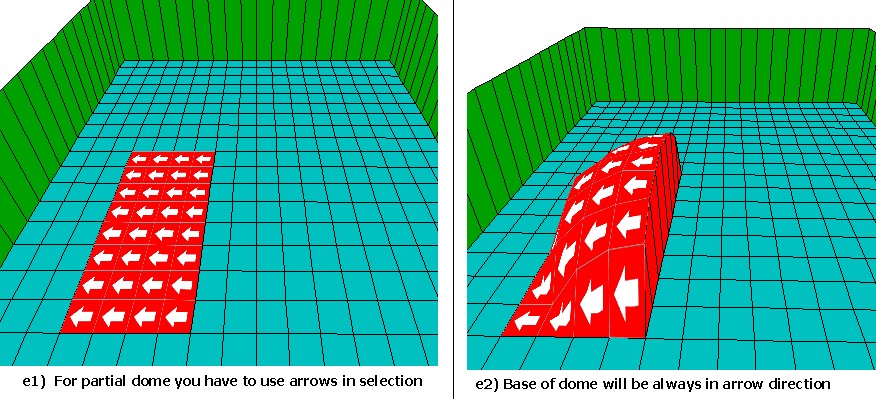 e1) For partial dome you have to use arrows in selection
e2) Base of dome will be always in arrow direction